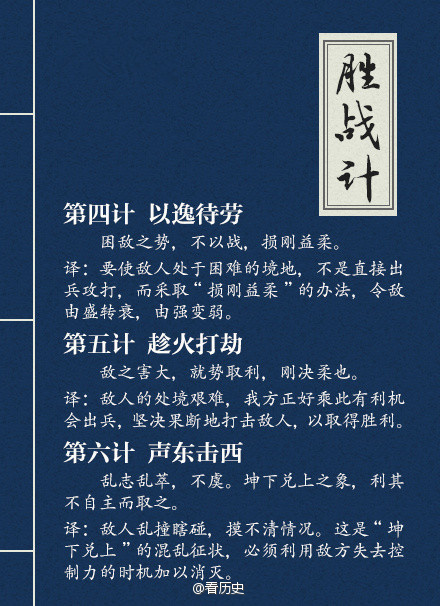 胜战计
第四计 以逸待劳
困敌之势，不以战，损刚益柔。
译：要使敌人处于困难的境地，不是直接出
兵攻打，而采取“损刚益柔”的办法，令敌
由盛转衰，由强变弱。
第五计 趁火打劫
敌之害大，就势取利，刚决柔也。
译：敌人的处境艰难，我方正好乘此有利机
会出兵，坚决果断地打击敌人，以取得胜利。
第六计 声东击西
乱志乱萃，不虞。坤下兑上之象，利其
不自主而取之。
译：敌人乱撞瞎碰，摸不清情况。这是“坤
下兑上”的混乱征状，必须利用敌方失去控
制力的时机加以消灭。
@看历史